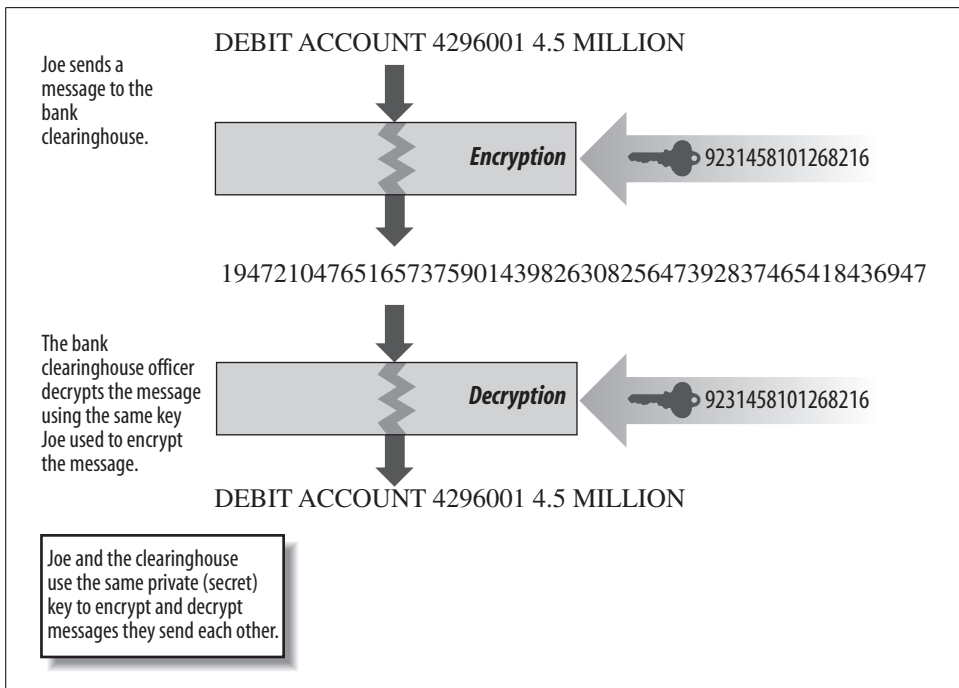 DEBIT ACCOUNT 4296001 4.5 MILLION
Joe sends a
message to the
bank
clearinghouse.
Encryption
9231458101268216
19472104765165737590143982630825647392837465418436947
The bank
clearinghouse officer
decrypts the message
using the same key
Joe used to encrypt
the message.
Decryption
9231458101268216
DEBIT ACCOUNT 4296001 4.5 MILLION
Joe and the clearinghouse
use the same private (secret)
key to encrypt and decrypt
messages they send each other.